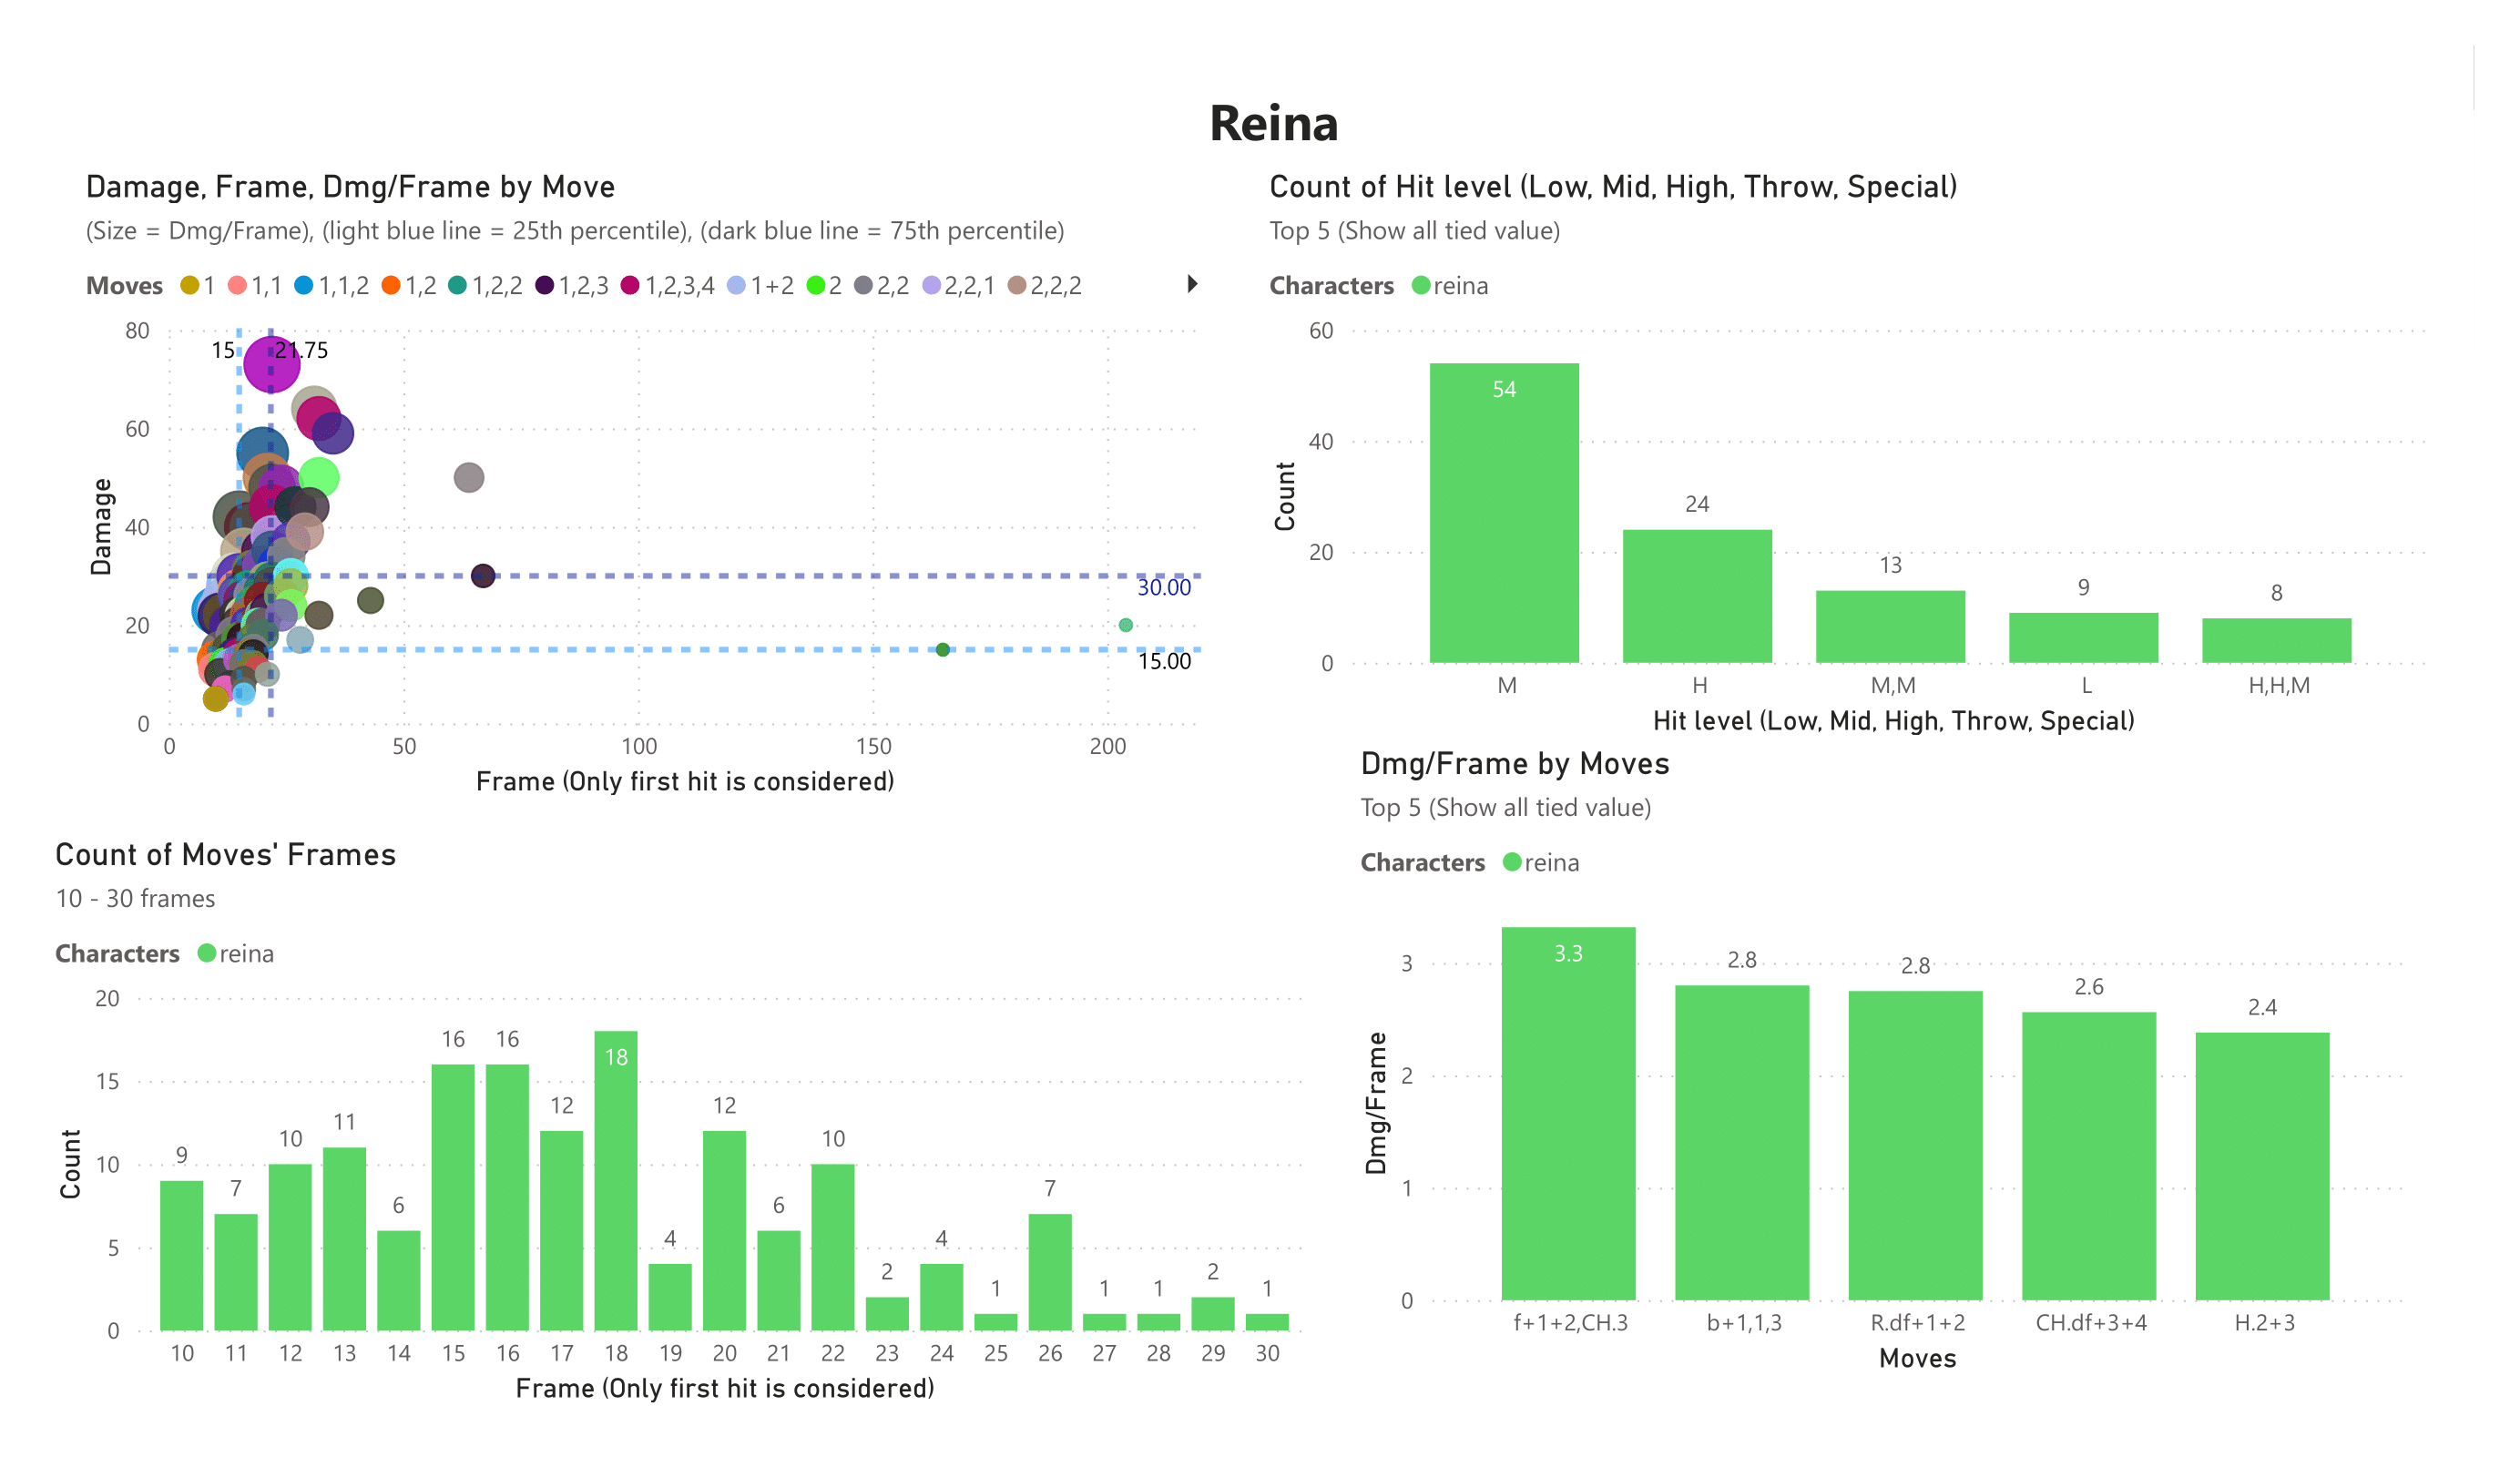 Reina
Damage, Frame, Dmg/Frame by Move
(Size = Dmg/Frame), (light blue line = 25th percentile), (dark blue line = 75th percentile)
Moves 1 1,1 1,1,2 1,2 1,2,2 1,2,3 1,2,3,4 1+2 2 2,2 2,2,1 2,2,2
80
60
40
20
0
Damage
15
21.75
30.00
15.00
0 50 100 150 200
Frame (Only first hit is considered)
Count of Hit level (Low, Mid, High, Throw, Special)
Top 5 (Show all tied value)
Characters reina
60
40
20
0
Count
54
24
13
9
8
M H M,M L H,H,M
Hit level (Low, Mid, High, Throw, Special)
Count of Moves' Frames
10 - 30 frames
Characters reina
20
15
10
5
0
Count
9 7 10 11 6 16 16 12 18 4 12 6 10 2 4 1 7 1 1 2 1
10 11 12 13 14 15 16 17 18 19 20 21 22 23 24 25 26 27 28 29 30
Frame (Only first hit is considered)
Dmg/Frame by Moves
Top 5 (Show all tied value)
Characters reina
3
2
1
0
Dmg/Frame
3.3 2.8 2.8 2.6 2.4
f+1+2,CH.3 b+1,1,3 R.df+1+2 CH.df+3+4 H.2+3
Moves